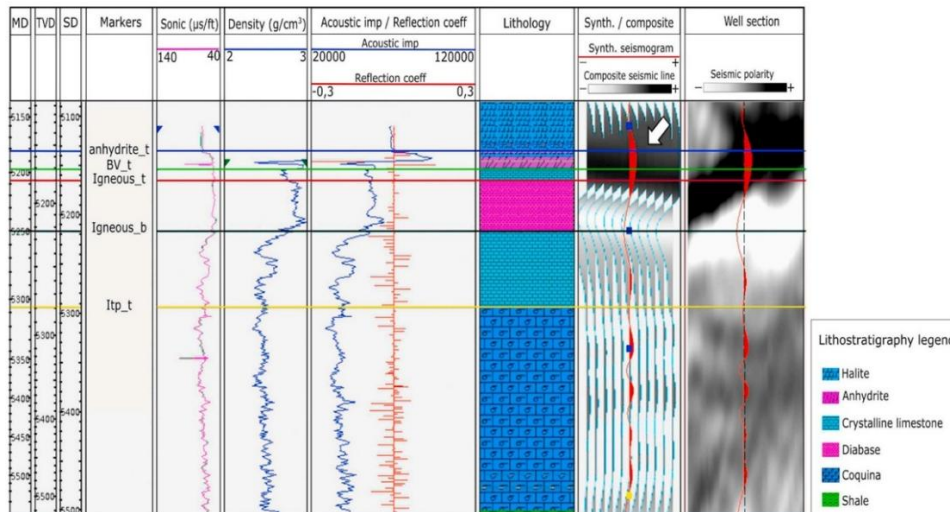 MD TVD SD Markers Sonic (µs/ft) Density (g/cm³) Acoustic imp / Reflection coeff Lithology Synth. / composite Well section
140 40 2 3
Acoustic imp
20000 120000
Reflection coeff
-0,3 0,3
Synth. seismogram
− +
Composite seismic line
− +
Seismic polarity
− +
5150 5100
anhydrite_t
BV_t
Igneous_t
5200
5200
Igneous_b
5250
Itp_t
5300
5300 5300
5350
5400 5400
5400
5450
5500
5500
5500
Lithostratigraphy legen
Halite
Anhydrite
Crystalline limestone
Diabase
Coquina
Shale